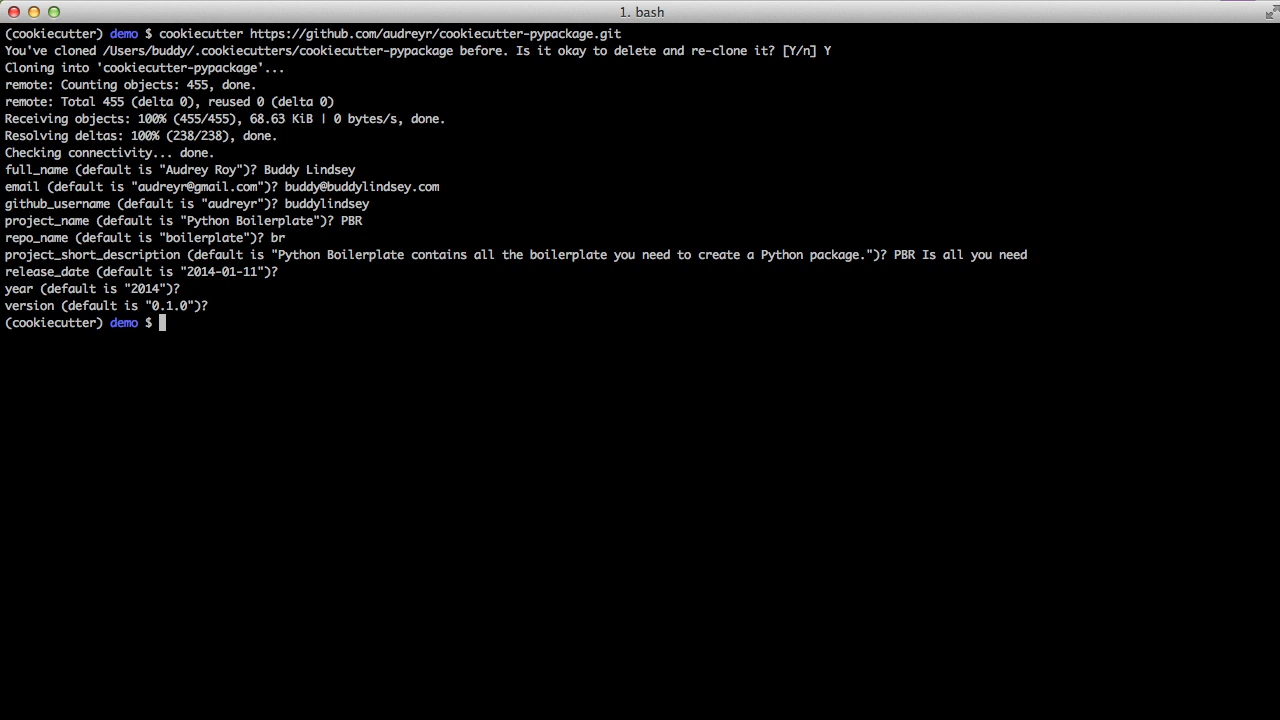 1. bash
(cookiecutter) demo $ cookiecutter https://github.com/audreyr/cookiecutter-pypackage.git
You've cloned /Users/buddy/.cookiecutters/cookiecutter-pypackage before. Is it okay to delete and re-clone it? [Y/n] Y
Cloning into 'cookiecutter-pypackage'...
remote: Counting objects: 455, done.
remote: Total 455 (delta 0), reused 0 (delta 0)
Receiving objects: 100% (455/455), 68.63 KiB | 0 bytes/s, done.
Resolving deltas: 100% (238/238), done.
Checking connectivity... done.
full_name (default is "Audrey Roy")? Buddy Lindsey
email (default is "audreyr@gmail.com")? buddy@buddylindsey.com
github_username (default is "audreyr")? buddylindsey
project_name (default is "Python Boilerplate")? PBR
repo_name (default is "boilerplate")? br
project_short_description (default is "Python Boilerplate contains all the boilerplate you need to create a Python package.")? PBR Is all you need
release_date (default is "2014-01-11")?
year (default is "2014")?
version (default is "0.1.0")?
(cookiecutter) demo $